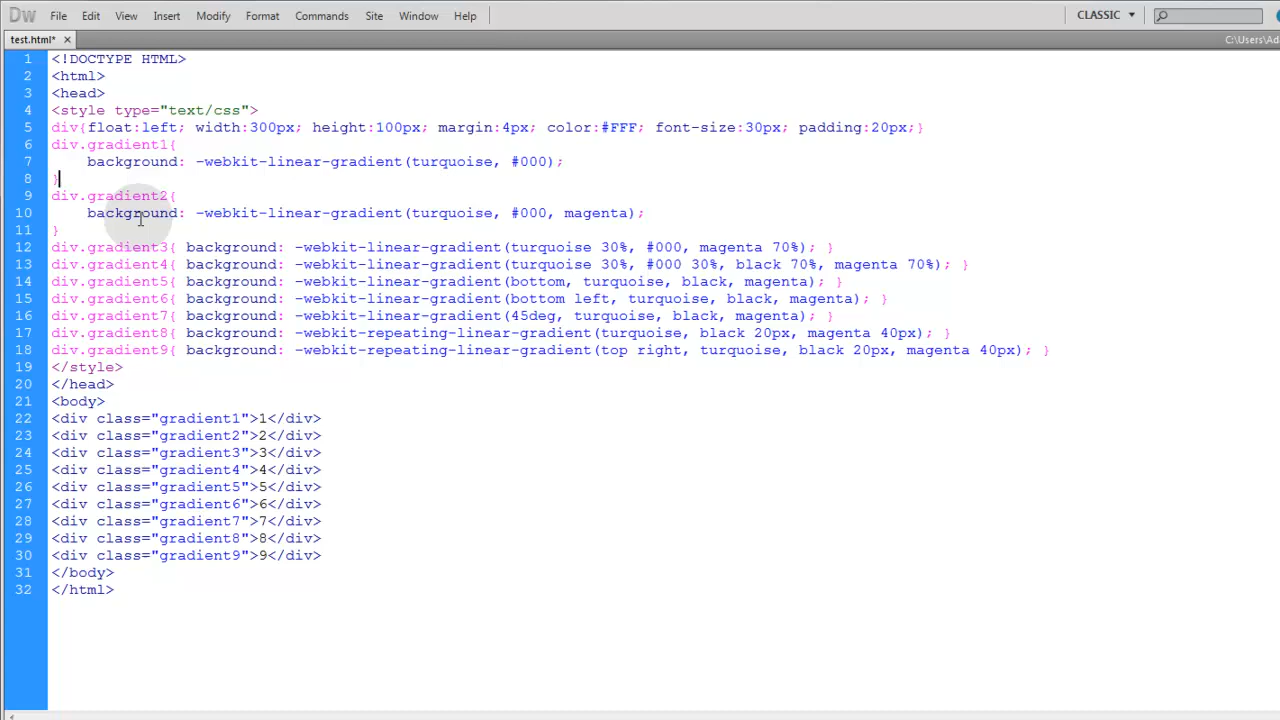 Dw File Edit View Insert Modify Format Commands Site Window Help CLASSIC
test.html* × C:\Users\Ad
1 <!DOCTYPE HTML>
2 <html>
3 <head>
4 <style type="text/css">
5 div{float:left; width:300px; height:100px; margin:4px; color:#FFF; font-size:30px; padding:20px;}
6 div.gradient1{
7 background: -webkit-linear-gradient(turquoise, #000);
8 }
9 div.gradient2{
10 background: -webkit-linear-gradient(turquoise, #000, magenta);
11 }
12 div.gradient3{ background: -webkit-linear-gradient(turquoise 30%, #000, magenta 70%); }
13 div.gradient4{ background: -webkit-linear-gradient(turquoise 30%, #000 30%, black 70%, magenta 70%); }
14 div.gradient5{ background: -webkit-linear-gradient(bottom, turquoise, black, magenta); }
15 div.gradient6{ background: -webkit-linear-gradient(bottom left, turquoise, black, magenta); }
16 div.gradient7{ background: -webkit-linear-gradient(45deg, turquoise, black, magenta); }
17 div.gradient8{ background: -webkit-repeating-linear-gradient(turquoise, black 20px, magenta 40px); }
18 div.gradient9{ background: -webkit-repeating-linear-gradient(top right, turquoise, black 20px, magenta 40px); }
19 </style>
20 </head>
21 <body>
22 <div class="gradient1">1</div>
23 <div class="gradient2">2</div>
24 <div class="gradient3">3</div>
25 <div class="gradient4">4</div>
26 <div class="gradient5">5</div>
27 <div class="gradient6">6</div>
28 <div class="gradient7">7</div>
29 <div class="gradient8">8</div>
30 <div class="gradient9">9</div>
31 </body>
32 </html>